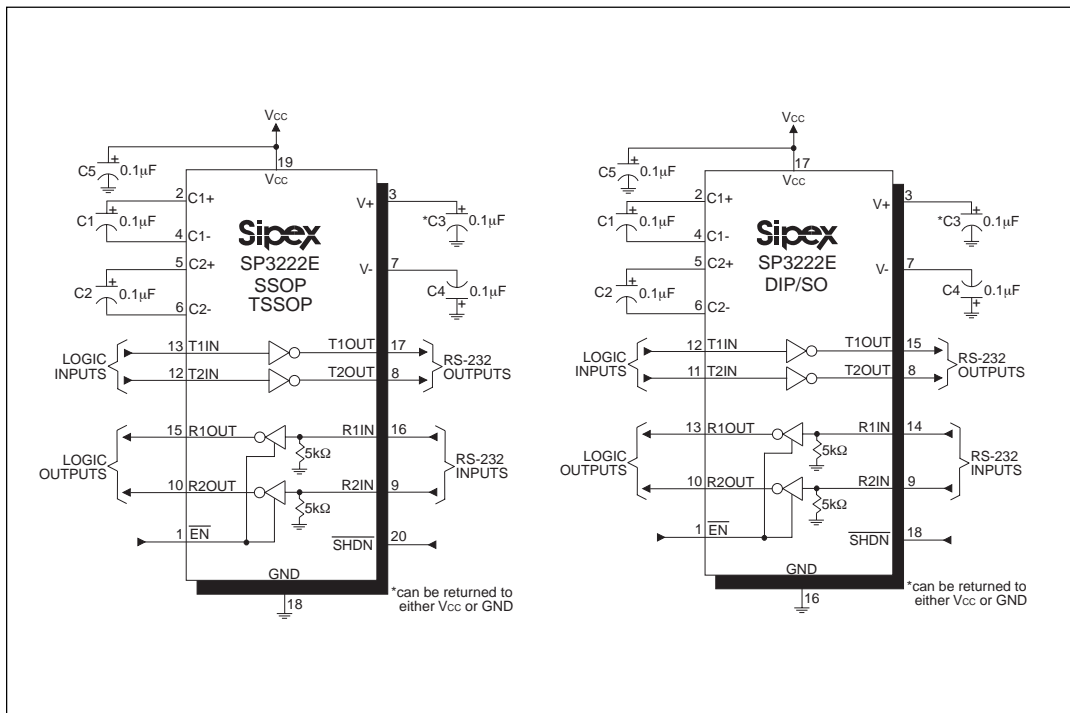 VCC
C5 + 0.1µF
19
VCC
2 C1+
C1 + 0.1µF
4 C1-
5 C2+
C2 + 0.1µF
6 C2-
Sipex
SP3222E
SSOP
TSSOP
V+ 3
*C3 + 0.1µF
V- 7
C4 + 0.1µF
LOGIC
INPUTS
13 T1IN T1OUT 17
12 T2IN T2OUT 8
RS-232
OUTPUTS
LOGIC
OUTPUTS
15 R1OUT R1IN 16
5kΩ
10 R2OUT R2IN 9
5kΩ
RS-232
INPUTS
1 EN
SHDN 20
GND
18
*can be returned to
either VCC or GND
VCC
C5 + 0.1µF
17
VCC
2 C1+
C1 + 0.1µF
4 C1-
5 C2+
C2 + 0.1µF
6 C2-
Sipex
SP3222E
DIP/SO
V+ 3
*C3 + 0.1µF
V- 7
C4 + 0.1µF
LOGIC
INPUTS
12 T1IN T1OUT 15
11 T2IN T2OUT 8
RS-232
OUTPUTS
LOGIC
OUTPUTS
13 R1OUT R1IN 14
5kΩ
10 R2OUT R2IN 9
5kΩ
RS-232
INPUTS
1 EN
SHDN 18
GND
16
*can be returned to
either VCC or GND